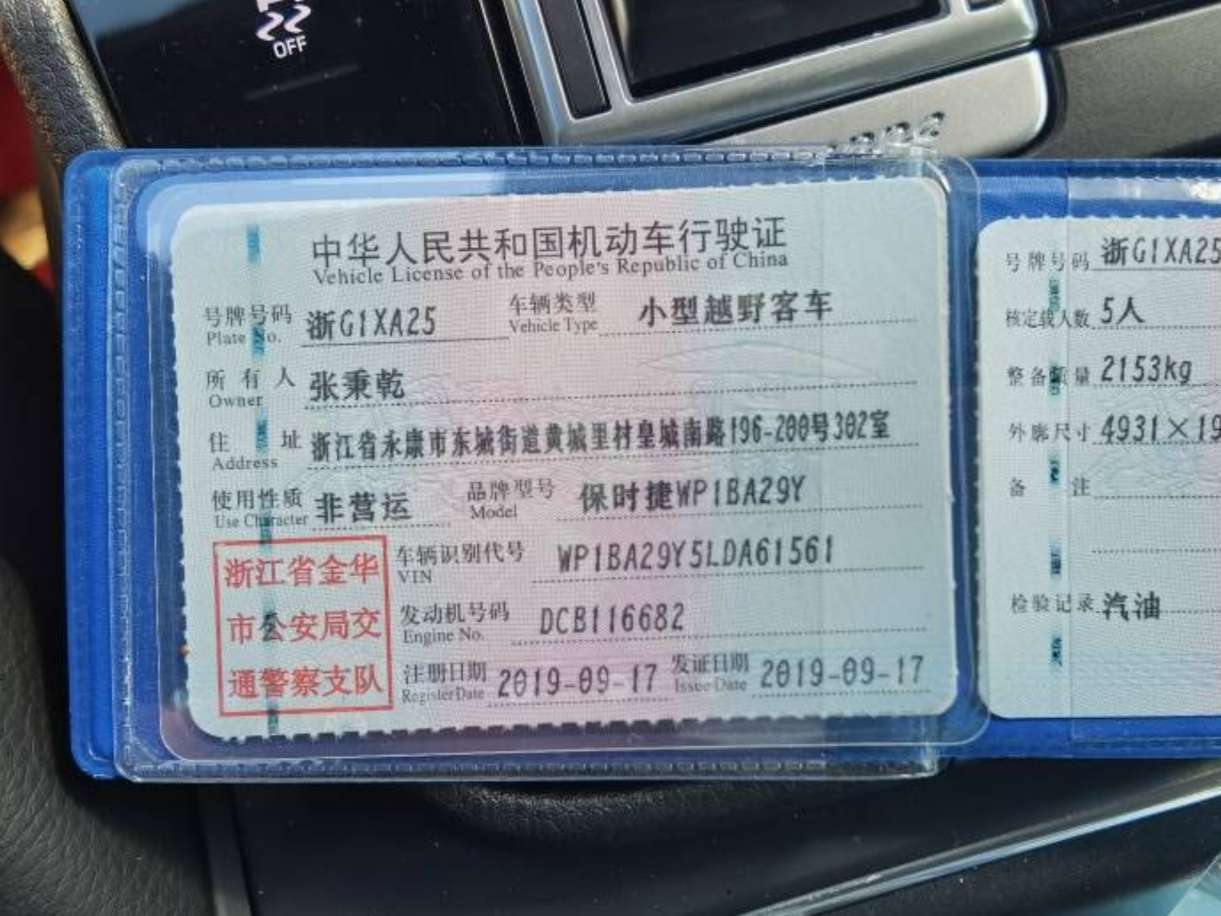 OFF
中华人民共和国机动车行驶证
Vehicle License of the People's Republic of China
号牌号码 浙G1XA25 车辆类型 小型越野客车
Plate No. Vehicle Type
所有人 张秉乾
Owner
住址 浙江省永康市东城街道黄城里村皇城南路196-200号302室
Address
使用性质 非营运 品牌型号 保时捷WP1BA29Y
Use Character Model
车辆识别代号 WP1BA29Y5LDA61561
VIN
发动机号码 DCB116682
Engine No.
注册日期 2019-09-17 发证日期 2019-09-17
Register Date Issue Date
浙江省金华
市公安局交
通警察支队
号牌号码 浙G1XA25
核定载人数 5人
整备质量 2153kg
外廓尺寸 4931×19
备注
检验记录 汽油